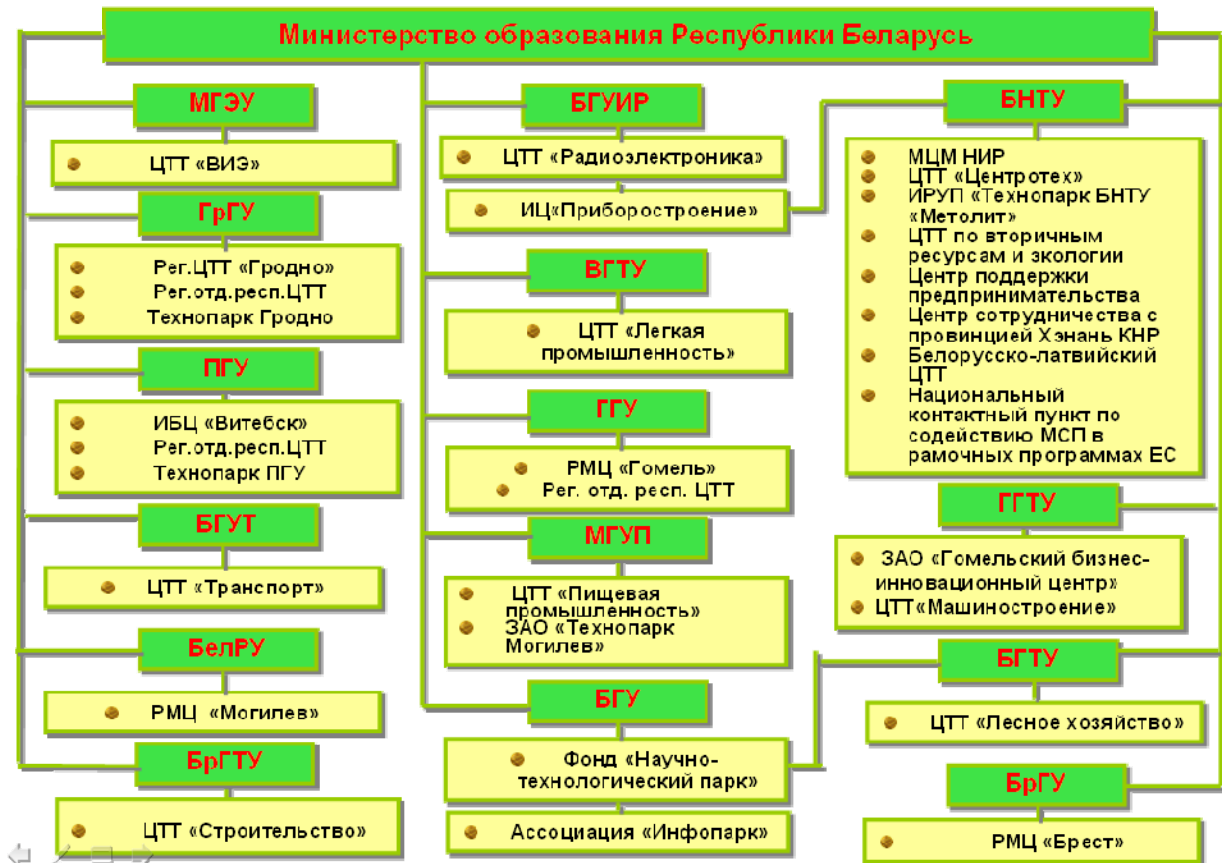 Министерство образования Республики Беларусь
МГЭУ
ЦТТ «ВИЭ»
ГрГУ
Рег.ЦТТ «Гродно»
Рег.отд.респ.ЦТТ
Технопарк Гродно
ПГУ
ИБЦ «Витебск»
Рег.отд.респ.ЦТТ
Технопарк ПГУ
БГУТ
ЦТТ «Транспорт»
БелРУ
РМЦ «Могилев»
БрГТУ
ЦТТ «Строительство»
БГУИР
ЦТТ «Радиоэлектроника»
ИЦ«Приборостроение»
ВГТУ
ЦТТ «Легкая
промышленность»
ГГУ
РМЦ «Гомель»
Рег. отд. респ. ЦТТ
МГУП
ЦТТ «Пищевая
промышленность»
ЗАО «Технопарк
Могилев»
БГУ
Фонд «Научно-
технологический парк»
Ассоциация «Инфопарк»
БНТУ
МЦМ НИР
ЦТТ «Центротех»
ИРУП «Технопарк БНТУ
«Метолит»
ЦТТ по вторичным
ресурсам и экологии
Центр поддержки
предпринимательства
Центр сотрудничества с
провинцией Хэнань КНР
Белорусско-латвийский
ЦТТ
Национальный
контактный пункт по
содействию МСП в
рамочных программах ЕС
ГГТУ
ЗАО «Гомельский бизнес-
инновационный центр»
ЦТТ«Машиностроение»
БГТУ
ЦТТ «Лесное хозяйство»
БрГУ
РМЦ «Брест»